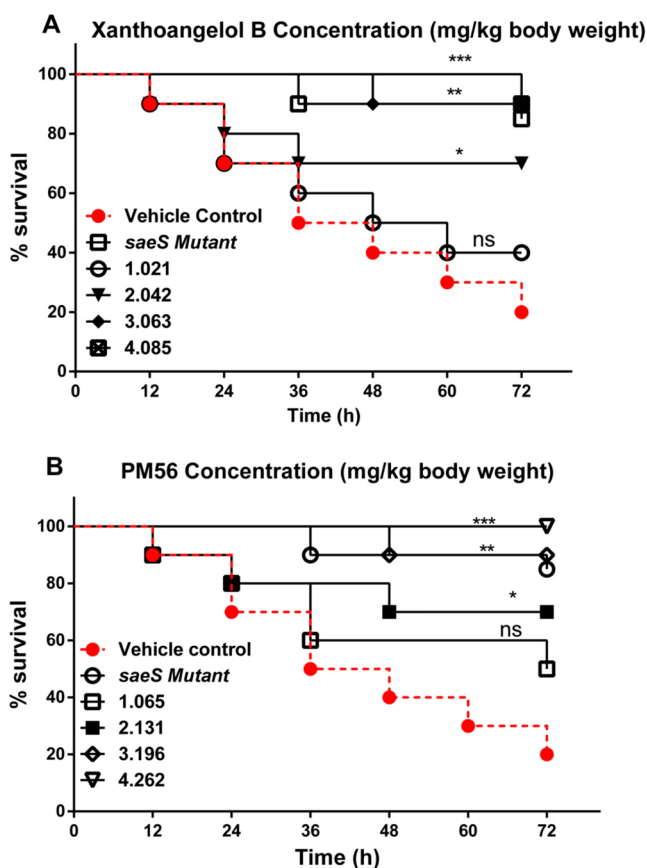 A
Xanthoangelol B Concentration (mg/kg body weight)
100
80
60
40
20
0
% survival
***
**
*
ns
Vehicle Control
saeS Mutant
1.021
2.042
3.063
4.085
0 12 24 36 48 60 72
Time (h)
B
PM56 Concentration (mg/kg body weight)
100
80
60
40
20
0
% survival
***
**
*
ns
Vehicle control
saeS Mutant
1.065
2.131
3.196
4.262
0 12 24 36 48 60 72
Time (h)